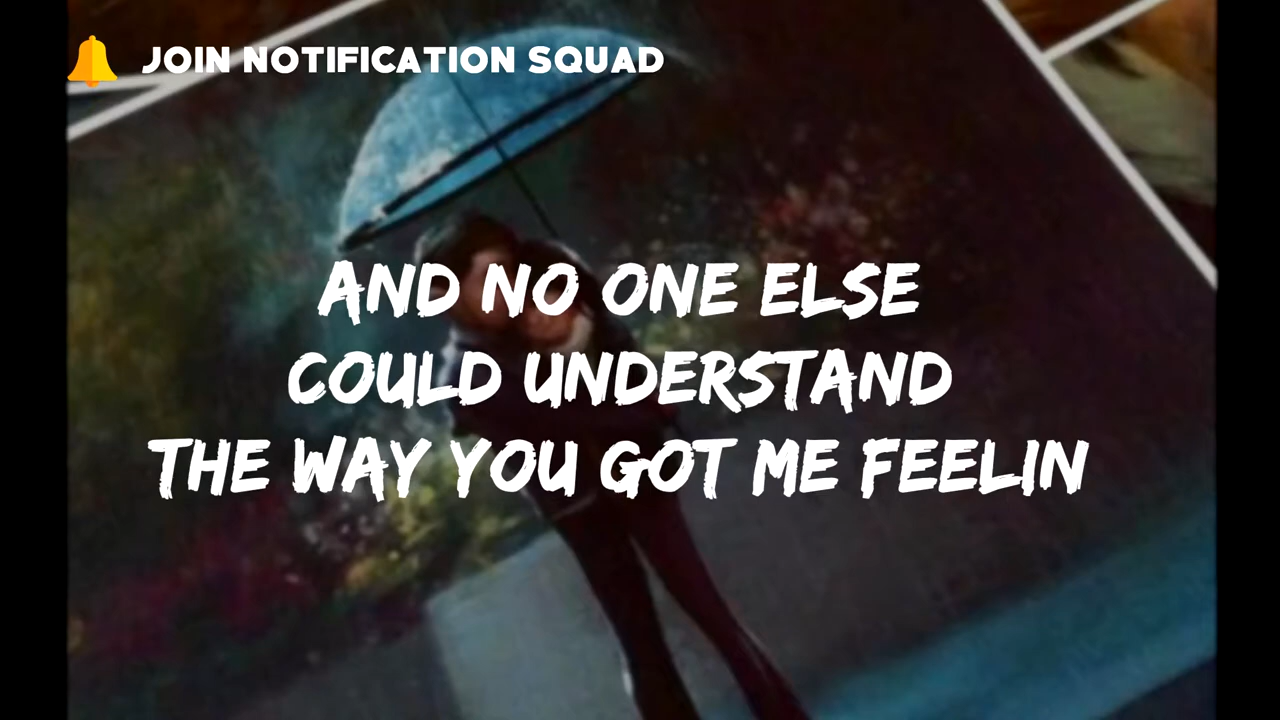 JOIN NOTIFICATION SQUAD
AND NO ONE ELSE
COULD UNDERSTAND
THE WAY YOU GOT ME FEELIN